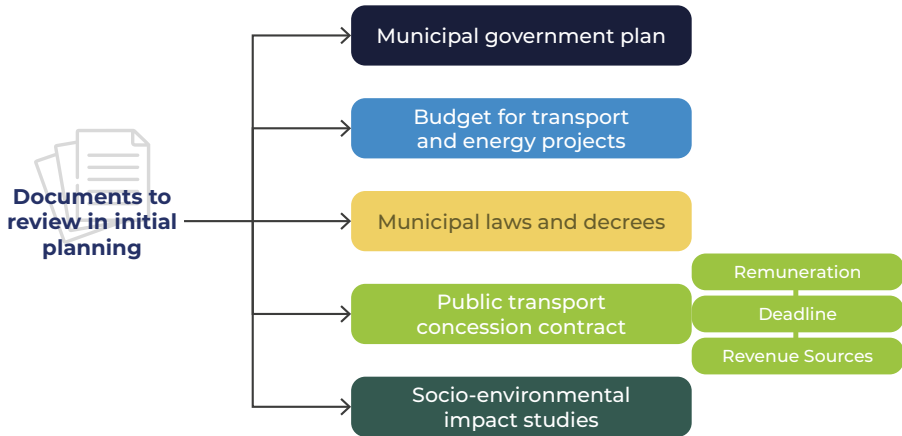 Documents to
review in initial
planning
Municipal government plan
Budget for transport
and energy projects
Municipal laws and decrees
Public transport
concession contract
Remuneration
Deadline
Revenue Sources
Socio-environmental
impact studies